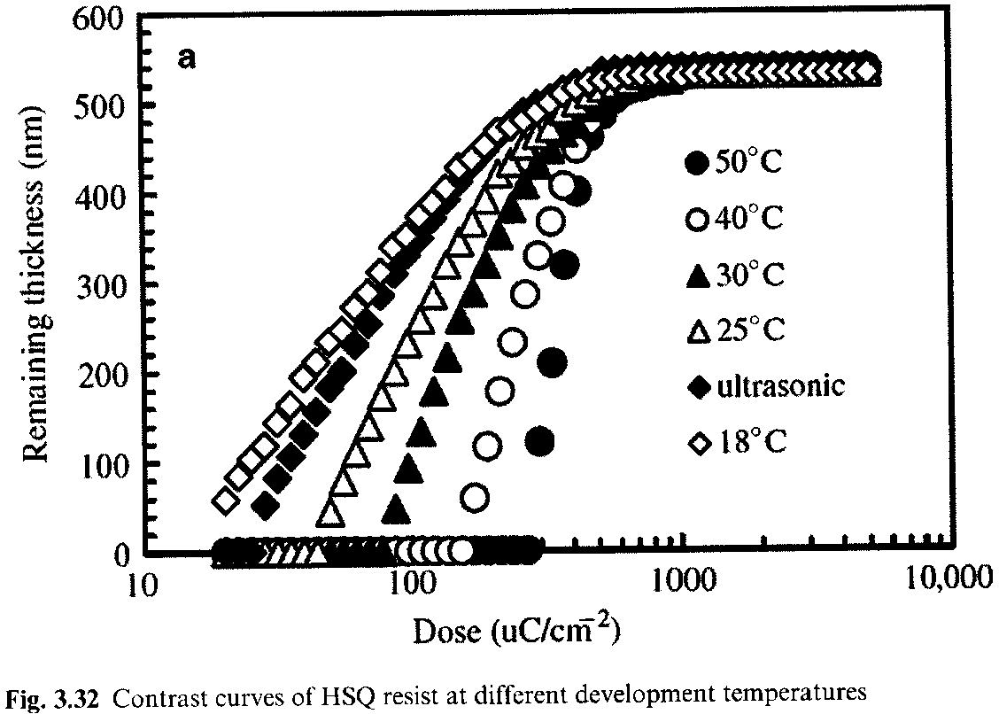 600
a
500
400
300
200
100
0
Remaining thickness (nm)
50°C
40°C
30°C
25°C
ultrasonic
18°C
10
100
1000
10,000
Dose (uC/cm⁻²)
Fig. 3.32 Contrast curves of HSQ resist at different development temperatures